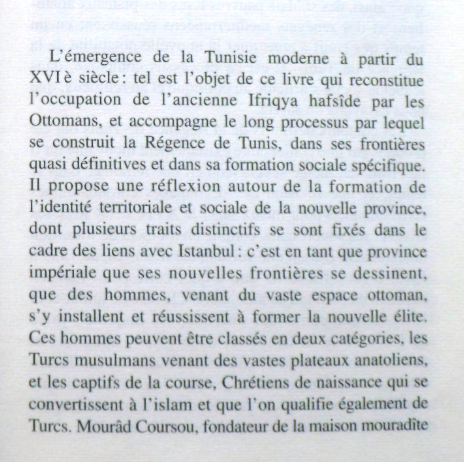 L'émergence de la Tunisie moderne à partir du
XVIè siècle: tel est l'objet de ce livre qui reconstitue
l'occupation de l'ancienne Ifriqya hafsîde par les
Ottomans, et accompagne le long processus par lequel
se construit la Régence de Tunis, dans ses frontières
quasi définitives et dans sa formation sociale spécifique.
Il propose une réflexion autour de la formation de
l'identité territoriale et sociale de la nouvelle province,
dont plusieurs traits distinctifs se sont fixés dans le
cadre des liens avec Istanbul: c'est en tant que province
impériale que ses nouvelles frontières se dessinent,
que des hommes, venant du vaste espace ottoman,
s'y installent et réussissent à former la nouvelle élite.
Ces hommes peuvent être classés en deux catégories, les
Turcs musulmans venant des vastes plateaux anatoliens,
et les captifs de la course, Chrétiens de naissance qui se
convertissent à l'islam et que l'on qualifie également de
Turcs. Mourâd Coursou, fondateur de la maison mouradîte